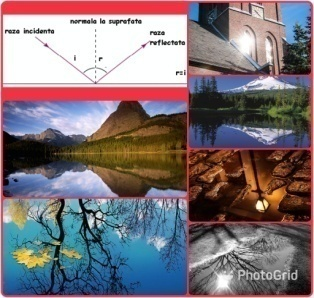 normala la suprafata
raza incidenta
raza
reflectata
i
r
r=i
PhotoGrid